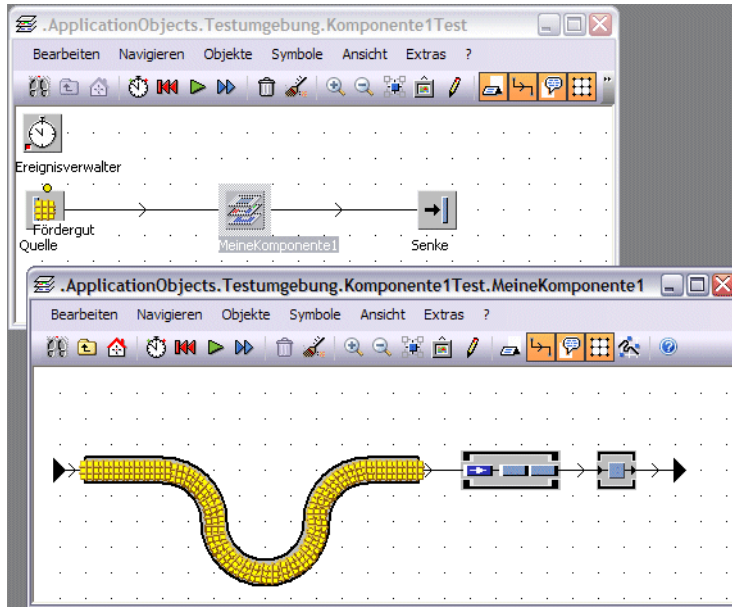 .ApplicationObjects.Testumgebung.Komponente1Test
Bearbeiten Navigieren Objekte Symbole Ansicht Extras ?
Ereignisverwalter
Fördergut
Quelle
MeineKomponente1
Senke
.ApplicationObjects.Testumgebung.Komponente1Test.MeineKomponente1
Bearbeiten Navigieren Objekte Symbole Ansicht Extras ?